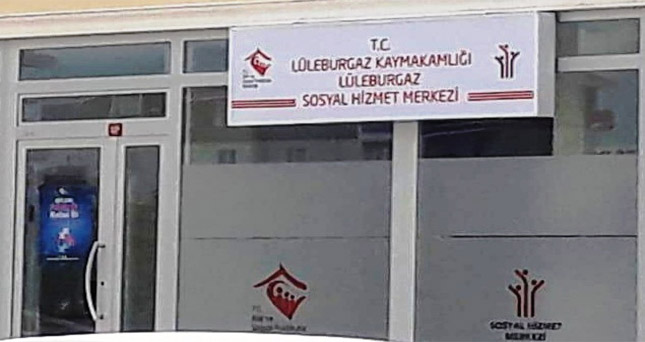 T.C.
LÜLEBURGAZ KAYMAKAMLIĞI
LÜLEBURGAZ
SOSYAL HİZMET MERKEZİ
SOSYAL HİZMET
MERKEZİ